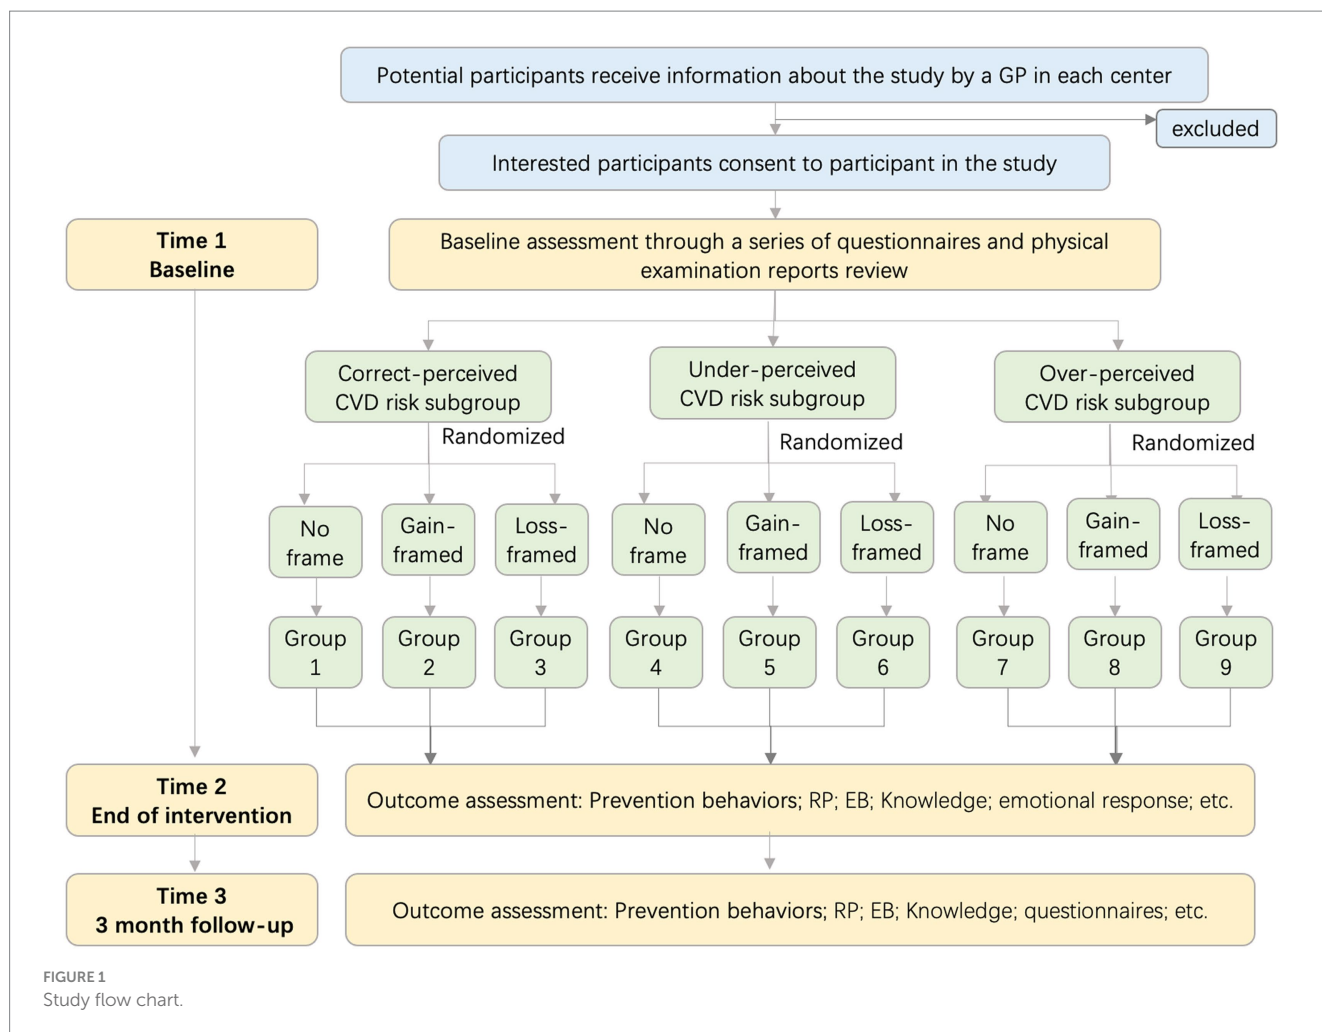 Potential participants receive information about the study by a GP in each center
excluded
Interested participants consent to participant in the study
Time 1
Baseline
Baseline assessment through a series of questionnaires and physical
examination reports review
Correct-perceived
CVD risk subgroup
Under-perceived
CVD risk subgroup
Over-perceived
CVD risk subgroup
Randomized
Randomized
Randomized
No
frame
Gain-
framed
Loss-
framed
No
frame
Gain-
framed
Loss-
framed
No
frame
Gain-
framed
Loss-
framed
Group
1
Group
2
Group
3
Group
4
Group
5
Group
6
Group
7
Group
8
Group
9
Time 2
End of intervention
Outcome assessment: Prevention behaviors; RP; EB; Knowledge; emotional response; etc.
Time 3
3 month follow-up
Outcome assessment: Prevention behaviors; RP; EB; Knowledge; questionnaires; etc.
FIGURE 1
Study flow chart.